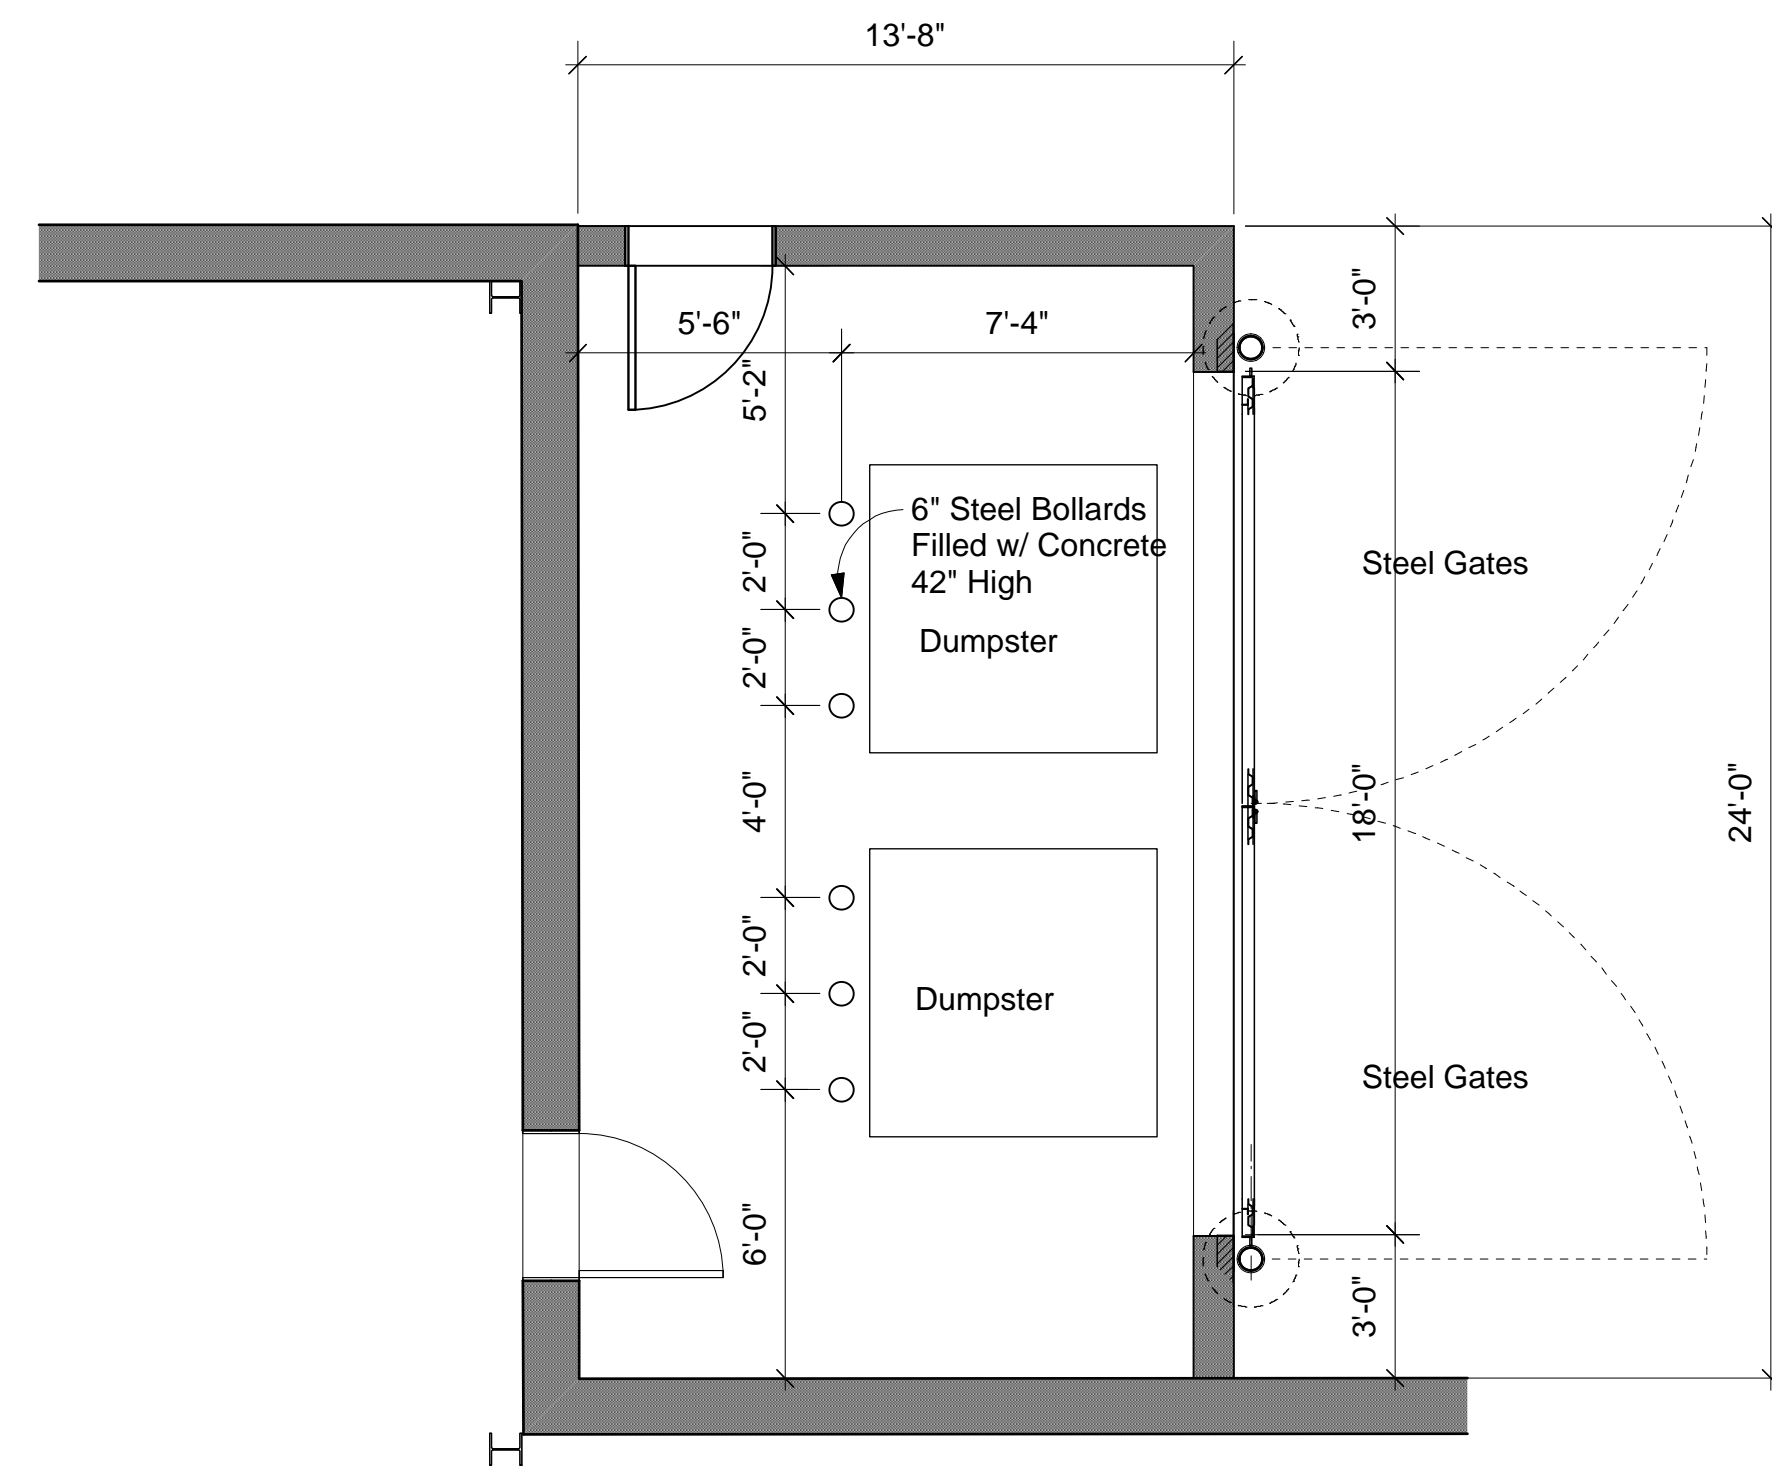 13'-8"
5'-6"
7'-4"
3'-0"
5'-2"
6" Steel Bollards
Filled w/ Concrete
42" High
2'-0"
Steel Gates
Dumpster
2'-0"
4'-0"
18'-0"
24'-0"
2'-0"
Dumpster
2'-0"
Steel Gates
6'-0"
3'-0"